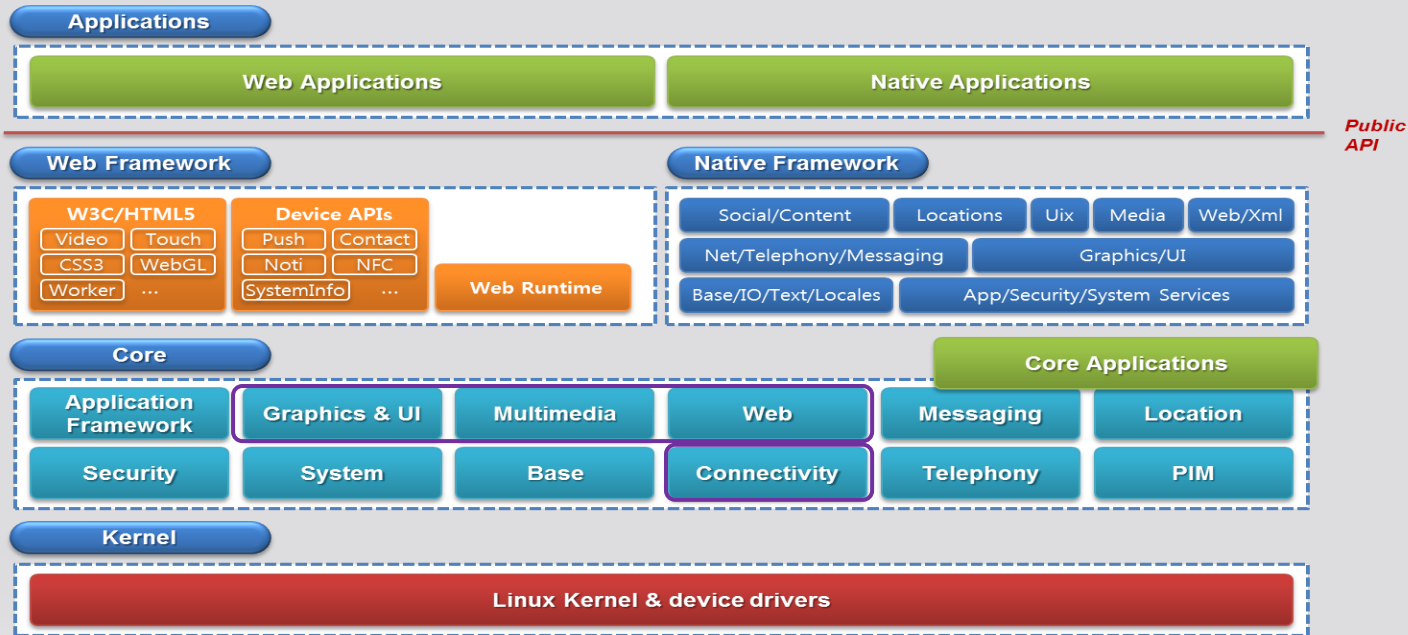 Applications
Web Applications
Native Applications
Public
API
Web Framework
Native Framework
W3C/HTML5
Video
Touch
CSS3
WebGL
Worker
...
Device APIs
Push
Contact
Noti
NFC
SystemInfo
...
Web Runtime
Social/Content
Locations
Uix
Media
Web/Xml
Net/Telephony/Messaging
Graphics/UI
Base/IO/Text/Locales
App/Security/System Services
Core
Core Applications
Application
Framework
Graphics & UI
Multimedia
Web
Messaging
Location
Security
System
Base
Connectivity
Telephony
PIM
Kernel
Linux Kernel & device drivers